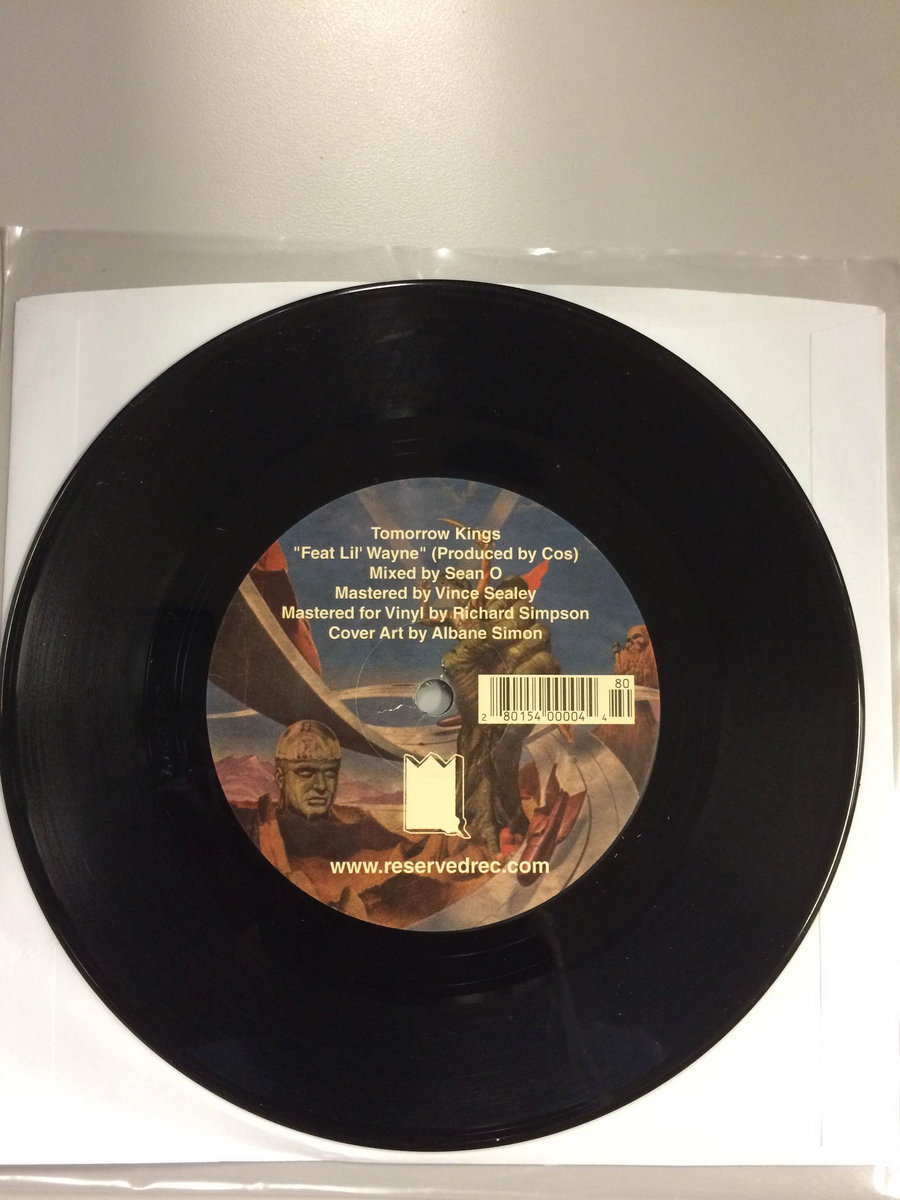 Tomorrow Kings
"Feat Lil' Wayne" (Produced by Cos)
Mixed by Sean O
Mastered by Vince Sealey
Mastered for Vinyl by Richard Simpson
Cover Art by Albane Simon
80
2 80154 00004 4
www.reservedrec.com